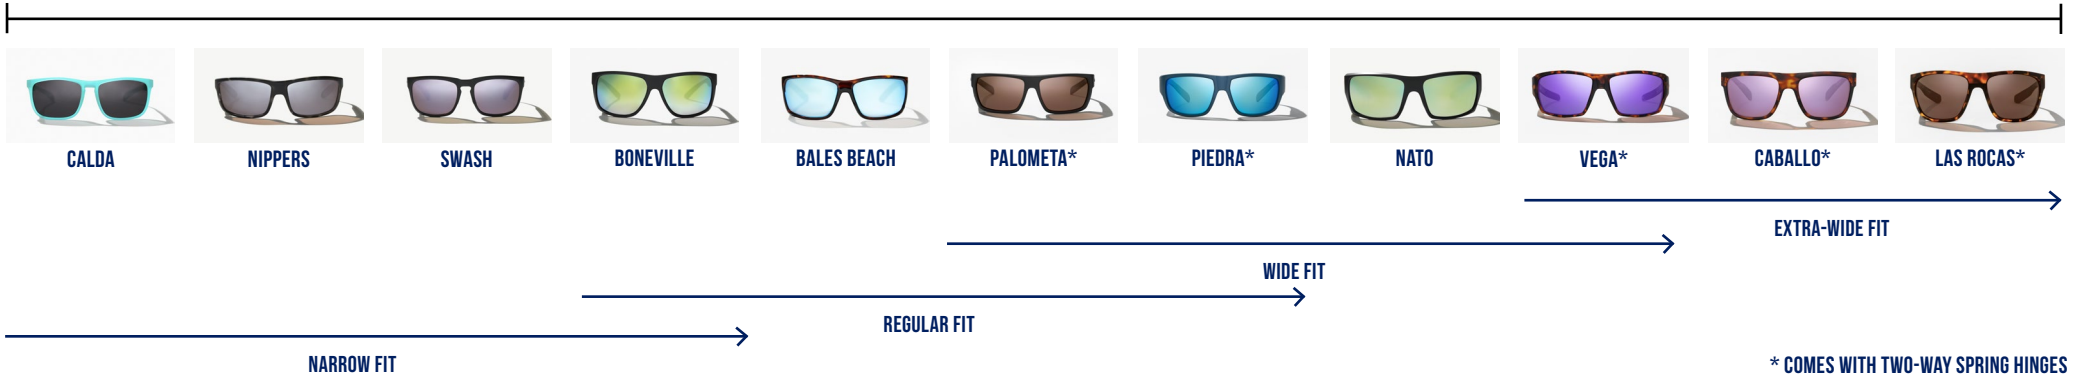 CALDA
NIPPERS
SWASH
BONEVILLE
BALES BEACH
PALOMETA*
PIEDRA*
NATO
VEGA*
CABALLO*
LAS ROCAS*
EXTRA-WIDE FIT
WIDE FIT
REGULAR FIT
NARROW FIT
* COMES WITH TWO-WAY SPRING HINGES